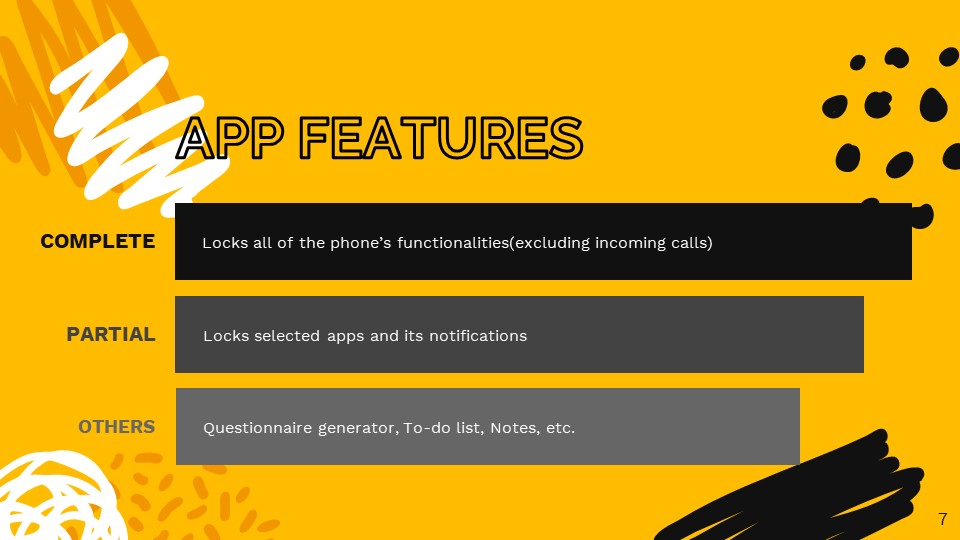 APP FEATURES
COMPLETE
Locks all of the phone’s functionalities(excluding incoming calls)
PARTIAL
Locks selected apps and its notifications
OTHERS
Questionnaire generator, To-do list, Notes, etc.
7